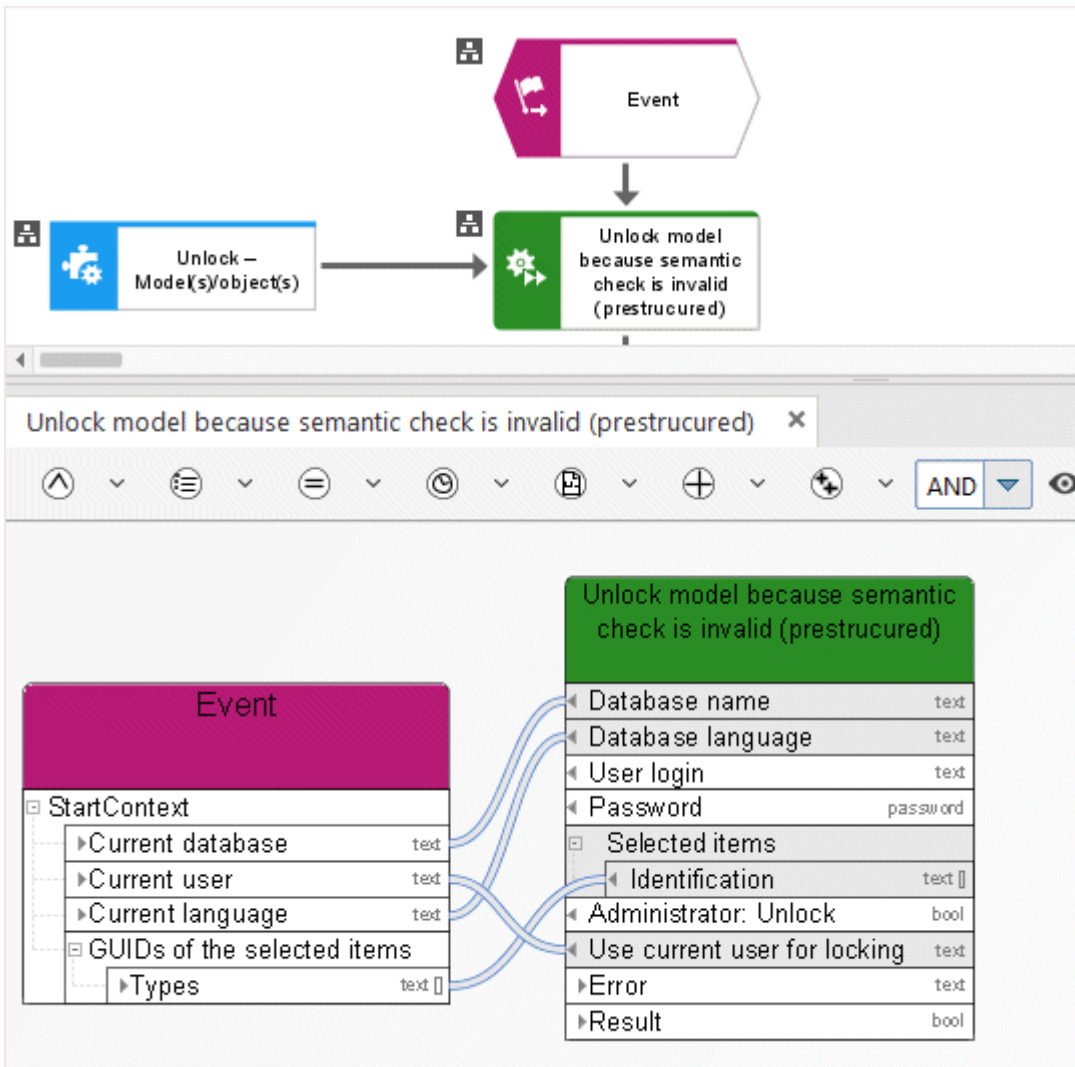 Event
Unlock –
Model(s)/object(s)
Unlock model
because semantic
check is invalid
(prestrucured)
Unlock model because semantic check is invalid (prestrucured)
AND
Unlock model because semantic
check is invalid (prestrucured)
Database name text
Database language text
User login text
Password password
Selected items
Identification text []
Administrator: Unlock bool
Use current user for locking text
Error text
Result bool
Event
StartContext
Current database text
Current user text
Current language text
GUIDs of the selected items
Types text []